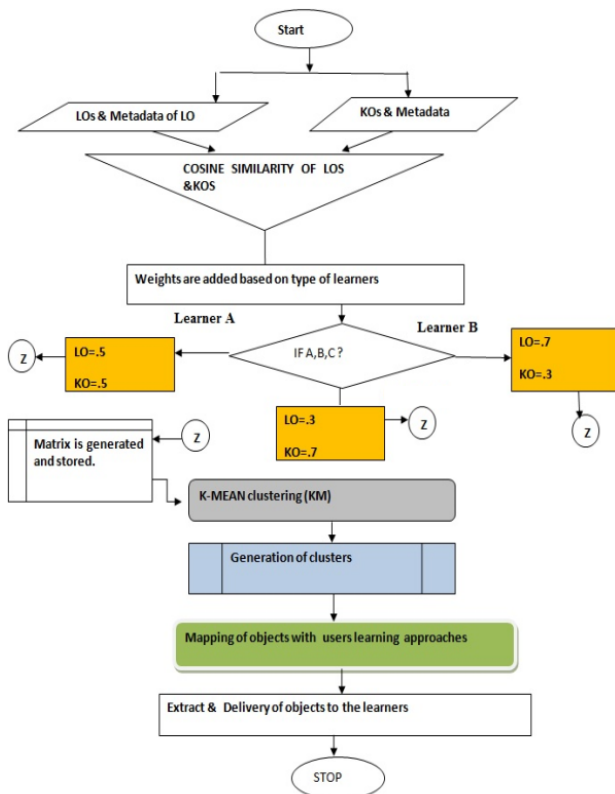 Start
LOs & Metadata of LO
KOs & Metadata
COSINE SIMILARITY OF LOS
&KOS
Weights are added based on type of learners
Learner A
Learner B
Z
LO=.5
KO=.5
IF A,B,C ?
LO=.7
KO=.3
LO=.3
KO=.7
Z
Z
Matrix is generated
and stored.
Z
K-MEAN clustering (KM)
Generation of clusters
Mapping of objects with users learning approaches
Extract & Delivery of objects to the learners
STOP